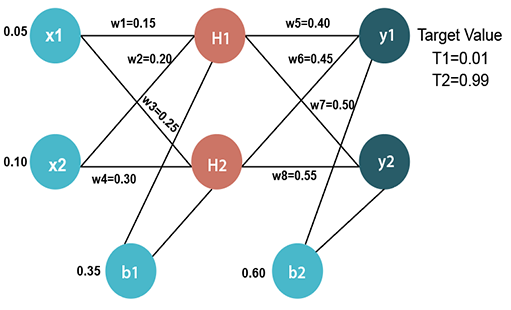 0.05
x1
w1=0.15
H1
w5=0.40
y1
Target Value
T1=0.01
T2=0.99
w2=0.20
w6=0.45
w3=0.25
w7=0.50
0.10
x2
w4=0.30
H2
w8=0.55
y2
0.35
b1
0.60
b2